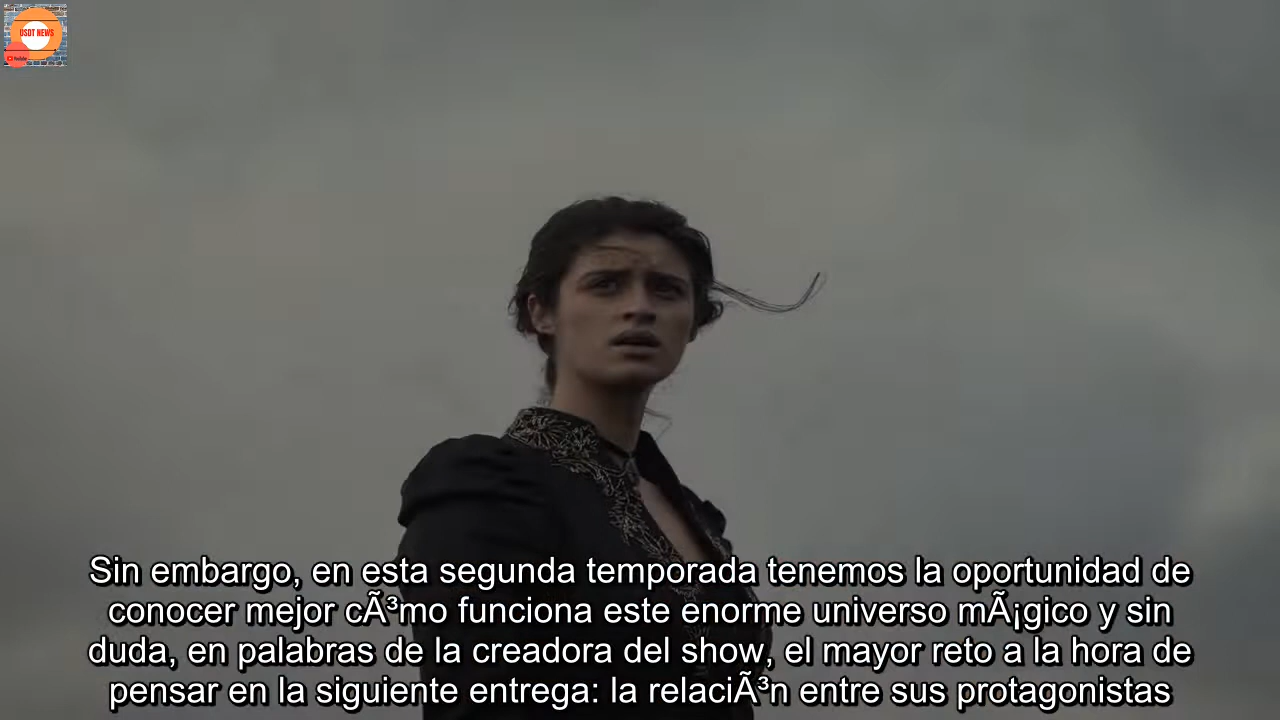 USDT NEWS
Sin embargo, en esta segunda temporada tenemos la oportunidad de
conocer mejor cÃ³mo funciona este enorme universo mÃ¡gico y sin
duda, en palabras de la creadora del show, el mayor reto a la hora de
pensar en la siguiente entrega: la relaciÃ³n entre sus protagonistas